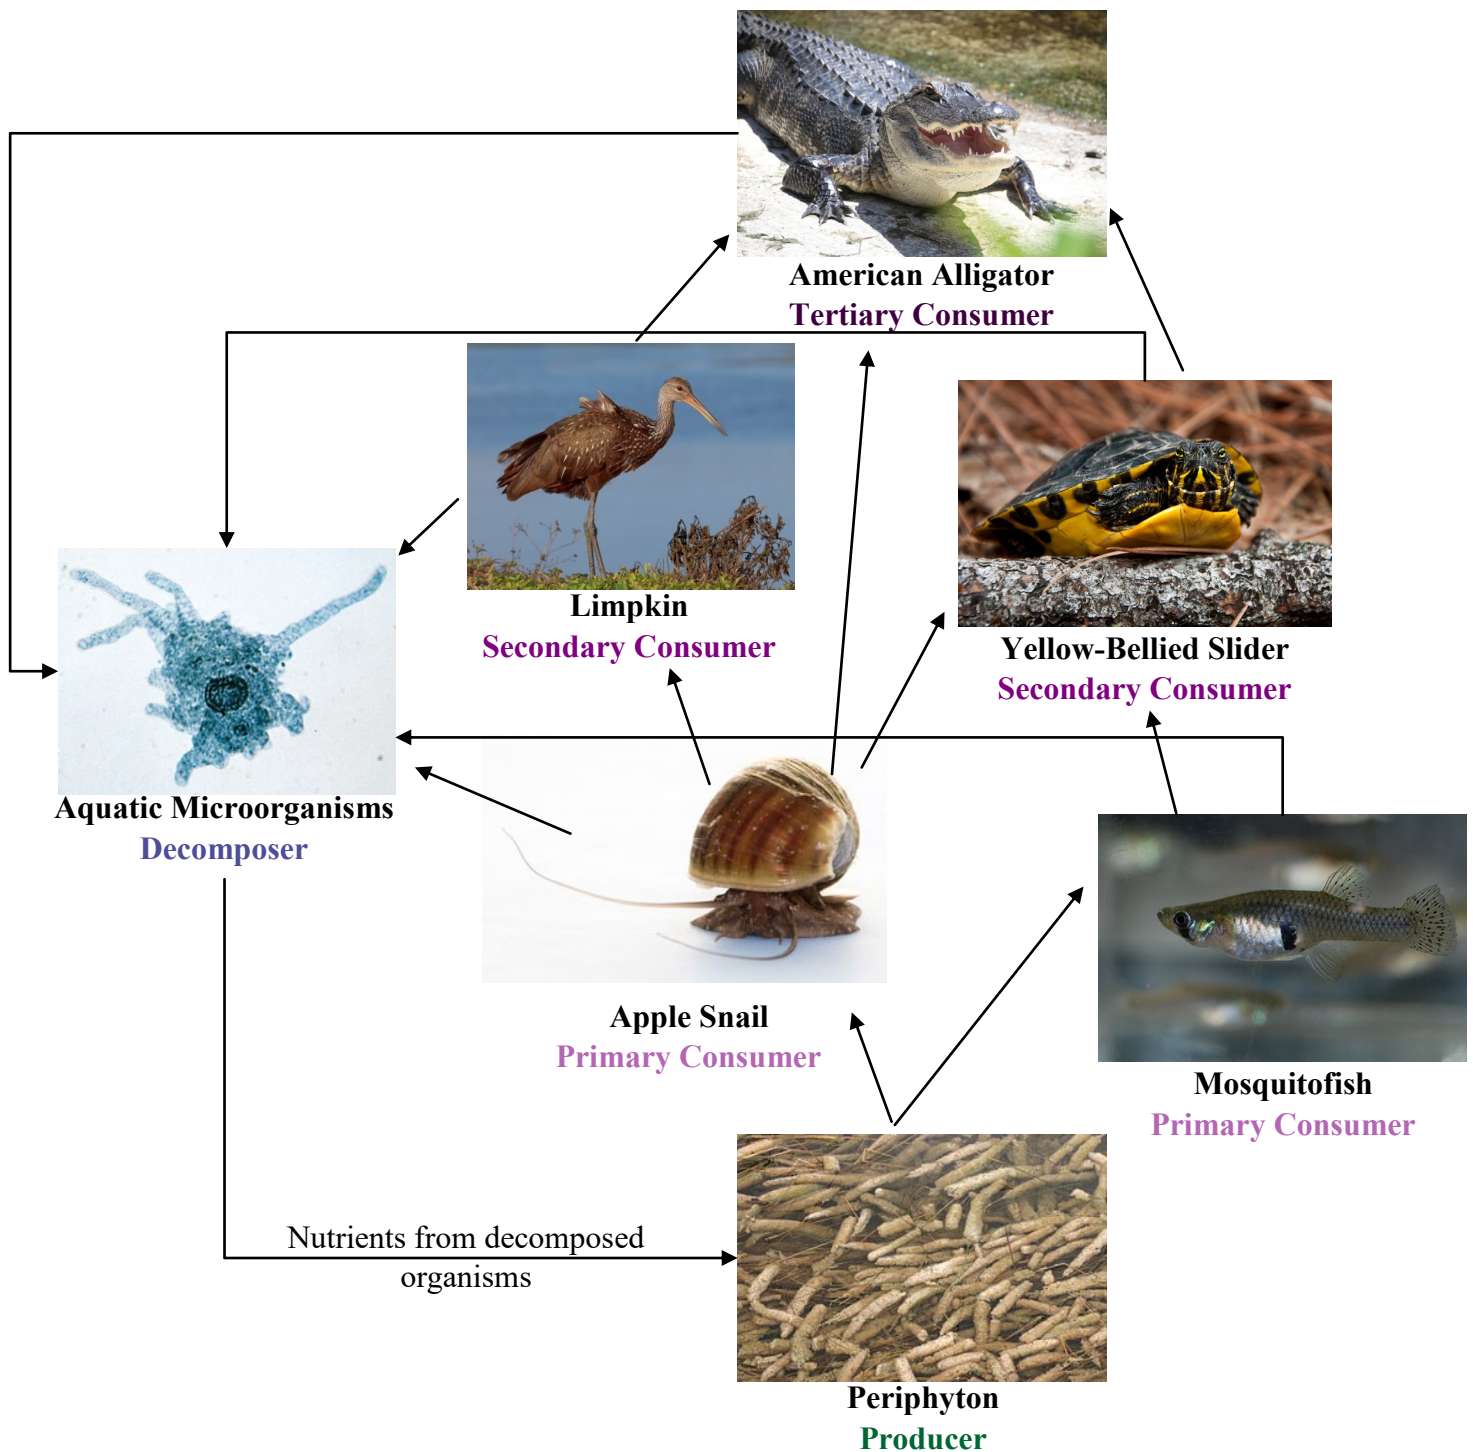 American Alligator
Tertiary Consumer
Limpkin
Secondary Consumer
Yellow-Bellied Slider
Secondary Consumer
Aquatic Microorganisms
Decomposer
Apple Snail
Primary Consumer
Mosquitofish
Primary Consumer
Nutrients from decomposed
organisms
Periphyton
Producer